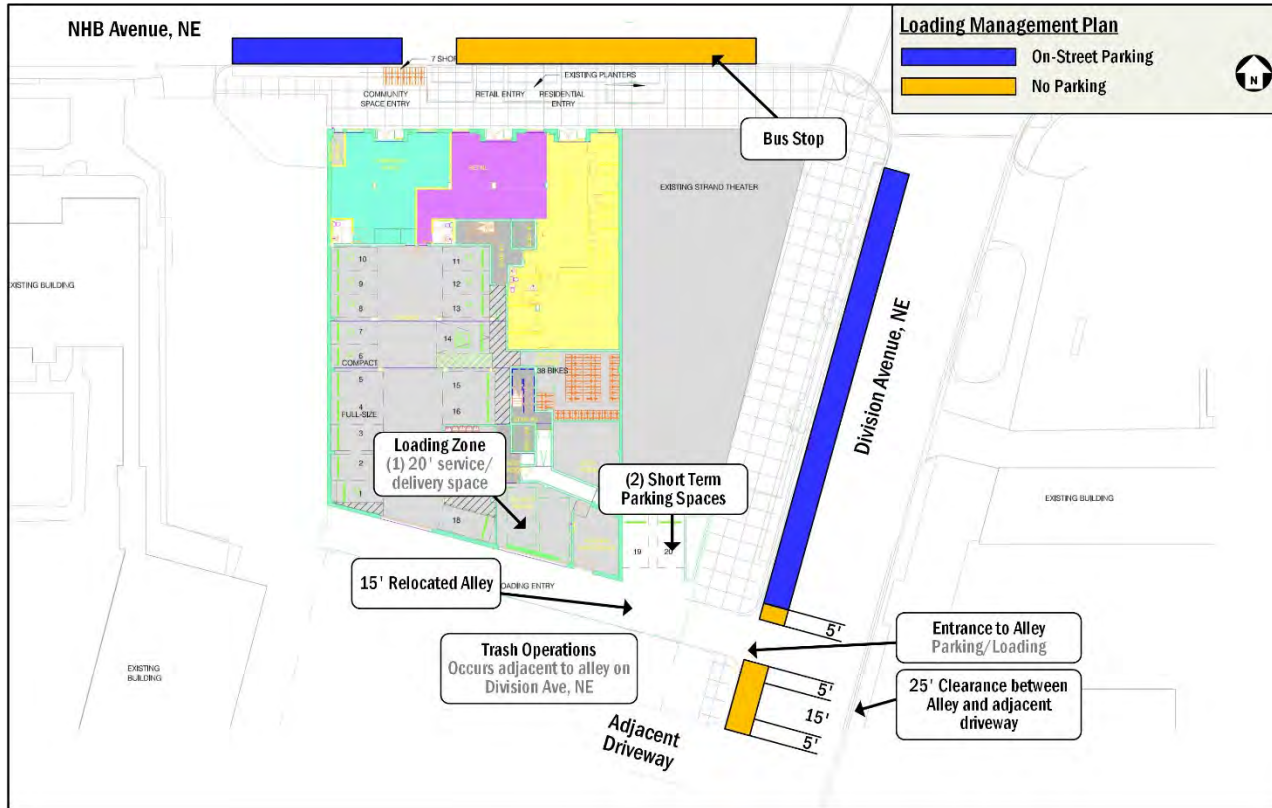 NHB Avenue, NE
Loading Management Plan
On-Street Parking
No Parking
N
7 SHOR
EXISTING PLANTERS
COMMUNITY
SPACE ENTRY
RETAIL ENTRY
RESIDENTIAL
ENTRY
Bus Stop
RETAIL
EXISTING STRAND THEATER
Division Avenue, NE
10
11
9
12
8
13
7
14
6
COMPACT
38 BIKES
5
15
4
FULL-SIZE
16
3
2
1
18
EXISTING BUILDING
Loading Zone
(1) 20' service/
delivery space
(2) Short Term
Parking Spaces
19
20
EXISTING BUILDING
15' Relocated Alley
OADING ENTRY
5'
Trash Operations
Occurs adjacent to alley on
Division Ave, NE
Entrance to Alley
Parking/Loading
EXISTING
BUILDING
5'
15'
5'
25' Clearance between
Alley and adjacent
driveway
Adjacent
Driveway